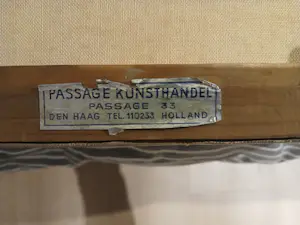 PASSAGE KUNSTHANDEL
PASSAGE 33
DEN HAAG TEL. 110233 HOLLAND